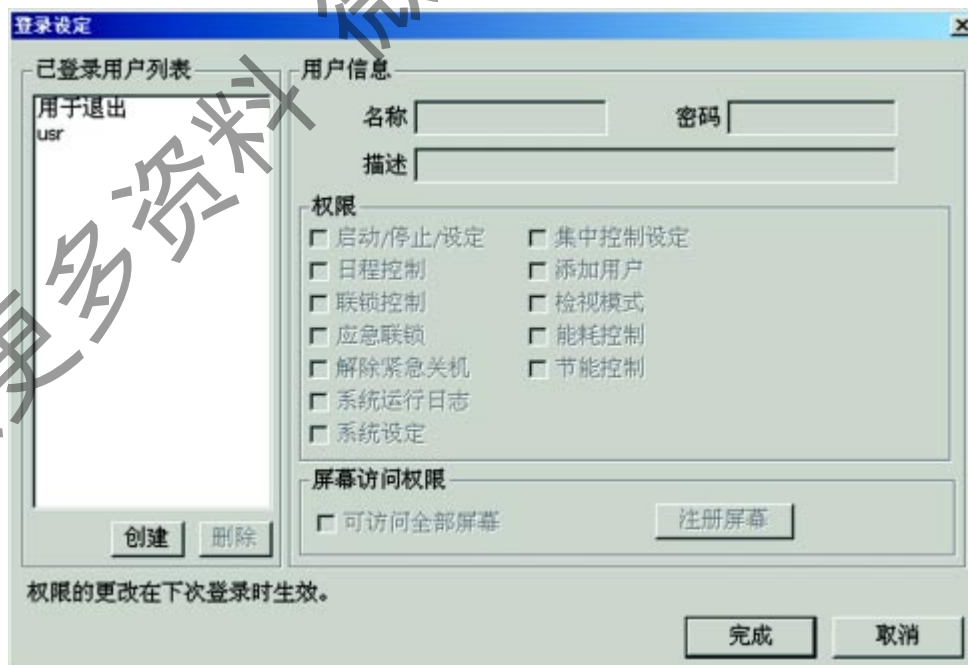 登录设定
已登录用户列表
用于退出
usr
创建 删除
用户信息
名称 密码
描述
权限
启动/停止/设定 集中控制设定
日程控制 添加用户
联锁控制 检视模式
应急联锁 能耗控制
解除紧急关机 节能控制
系统运行日志
系统设定
屏幕访问权限
可访问全部屏幕 注册屏幕
权限的更改在下次登录时生效。
完成 取消
更多资料